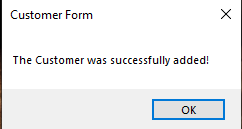 Customer Form
The Customer was successfully added!
OK